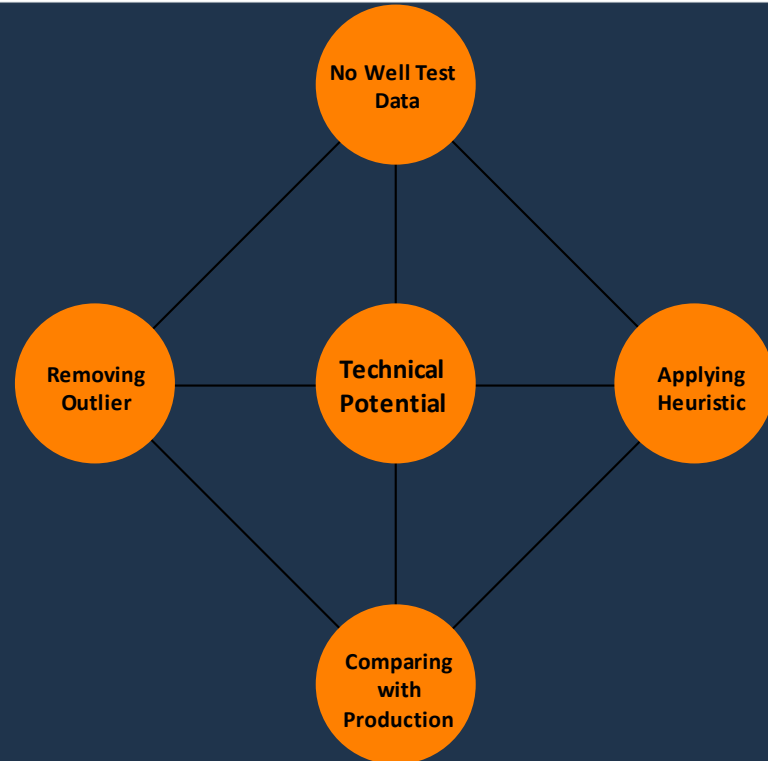 No Well Test
Data
Removing
Outlier
Technical
Potential
Applying
Heuristic
Comparing
with
Production